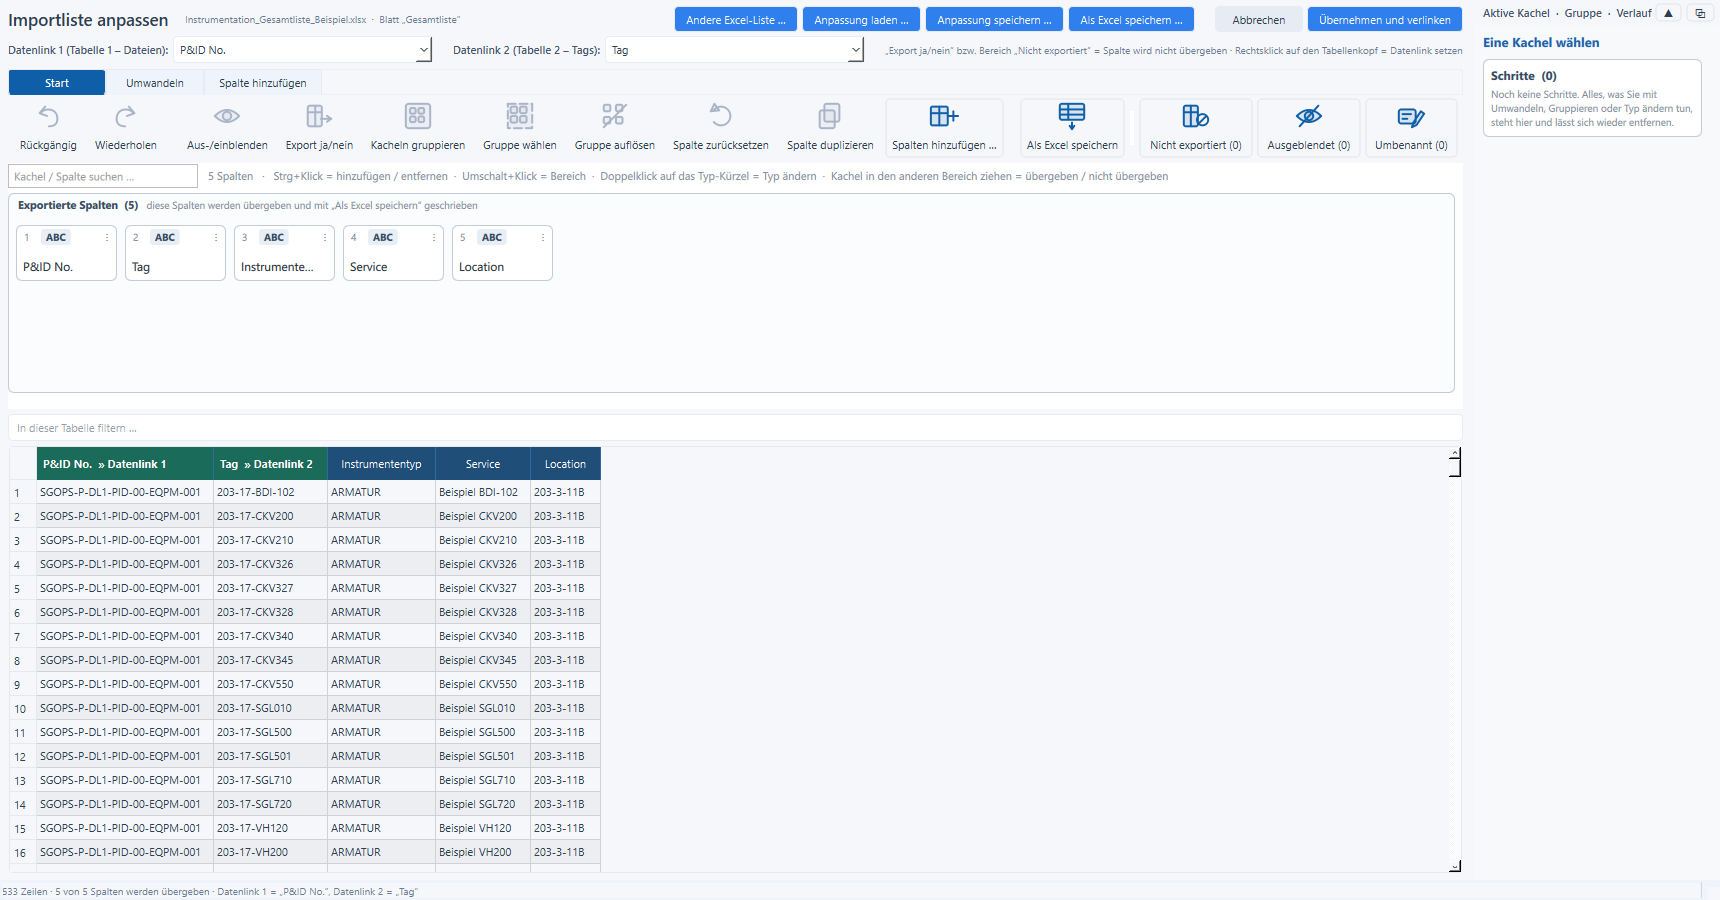 Importliste anpassen Instrumentation_Gesamtliste_Beispiel.xlsx · Blatt „Gesamtliste“ Andere Excel-Liste ... Anpassung laden ... Anpassung speichern ... Als Excel speichern ... Abbrechen Übernehmen und verlinken
Datenlink 1 (Tabelle 1 – Dateien): P&ID No. Datenlink 2 (Tabelle 2 – Tags): Tag „Export ja/nein“ bzw. Bereich „Nicht exportiert“ = Spalte wird nicht übergeben · Rechtsklick auf den Tabellenkopf = Datenlink setzen
Start Umwandeln Spalte hinzufügen
Rückgängig Wiederholen Aus-/einblenden Export ja/nein Kacheln gruppieren Gruppe wählen Gruppe auflösen Spalte zurücksetzen Spalte duplizieren Spalten hinzufügen ... Als Excel speichern Nicht exportiert (0) Ausgeblendet (0) Umbenannt (0)
Kachel / Spalte suchen ... 5 Spalten · Strg+Klick = hinzufügen / entfernen · Umschalt+Klick = Bereich · Doppelklick auf das Typ-Kürzel = Typ ändern · Kachel in den anderen Bereich ziehen = übergeben / nicht übergeben
Exportierte Spalten (5) diese Spalten werden übergeben und mit „Als Excel speichern“ geschrieben
1 ABC 2 ABC 3 ABC 4 ABC 5 ABC
P&ID No. Tag Instrumente... Service Location
In dieser Tabelle filtern ...
P&ID No. » Datenlink 1 Tag » Datenlink 2 Instrumententyp Service Location
1 SGOPS-P-DL1-PID-00-EQPM-001 203-17-BDI-102 ARMATUR Beispiel BDI-102 203-3-11B
2 SGOPS-P-DL1-PID-00-EQPM-001 203-17-CKV200 ARMATUR Beispiel CKV200 203-3-11B
3 SGOPS-P-DL1-PID-00-EQPM-001 203-17-CKV210 ARMATUR Beispiel CKV210 203-3-11B
4 SGOPS-P-DL1-PID-00-EQPM-001 203-17-CKV326 ARMATUR Beispiel CKV326 203-3-11B
5 SGOPS-P-DL1-PID-00-EQPM-001 203-17-CKV327 ARMATUR Beispiel CKV327 203-3-11B
6 SGOPS-P-DL1-PID-00-EQPM-001 203-17-CKV328 ARMATUR Beispiel CKV328 203-3-11B
7 SGOPS-P-DL1-PID-00-EQPM-001 203-17-CKV340 ARMATUR Beispiel CKV340 203-3-11B
8 SGOPS-P-DL1-PID-00-EQPM-001 203-17-CKV345 ARMATUR Beispiel CKV345 203-3-11B
9 SGOPS-P-DL1-PID-00-EQPM-001 203-17-CKV550 ARMATUR Beispiel CKV550 203-3-11B
10 SGOPS-P-DL1-PID-00-EQPM-001 203-17-SGL010 ARMATUR Beispiel SGL010 203-3-11B
11 SGOPS-P-DL1-PID-00-EQPM-001 203-17-SGL500 ARMATUR Beispiel SGL500 203-3-11B
12 SGOPS-P-DL1-PID-00-EQPM-001 203-17-SGL501 ARMATUR Beispiel SGL501 203-3-11B
13 SGOPS-P-DL1-PID-00-EQPM-001 203-17-SGL710 ARMATUR Beispiel SGL710 203-3-11B
14 SGOPS-P-DL1-PID-00-EQPM-001 203-17-SGL720 ARMATUR Beispiel SGL720 203-3-11B
15 SGOPS-P-DL1-PID-00-EQPM-001 203-17-VH120 ARMATUR Beispiel VH120 203-3-11B
16 SGOPS-P-DL1-PID-00-EQPM-001 203-17-VH200 ARMATUR Beispiel VH200 203-3-11B
533 Zeilen · 5 von 5 Spalten werden übergeben · Datenlink 1 = „P&ID No.“, Datenlink 2 = „Tag“
Aktive Kachel · Gruppe · Verlauf
Eine Kachel wählen
Schritte (0)
Noch keine Schritte. Alles, was Sie mit
Umwandeln, Gruppieren oder Typ ändern tun,
steht hier und lässt sich wieder entfernen.